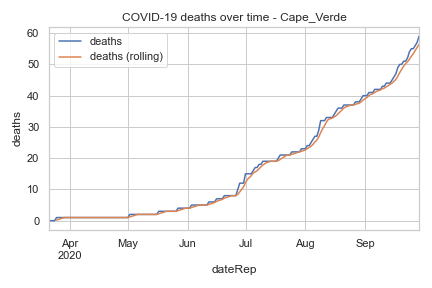 COVID-19 deaths over time - Cape_Verde
60
50
40
30
20
10
0
deaths
deaths (rolling)
deaths
Apr
2020
May
Jun
Jul
Aug
Sep
dateRep